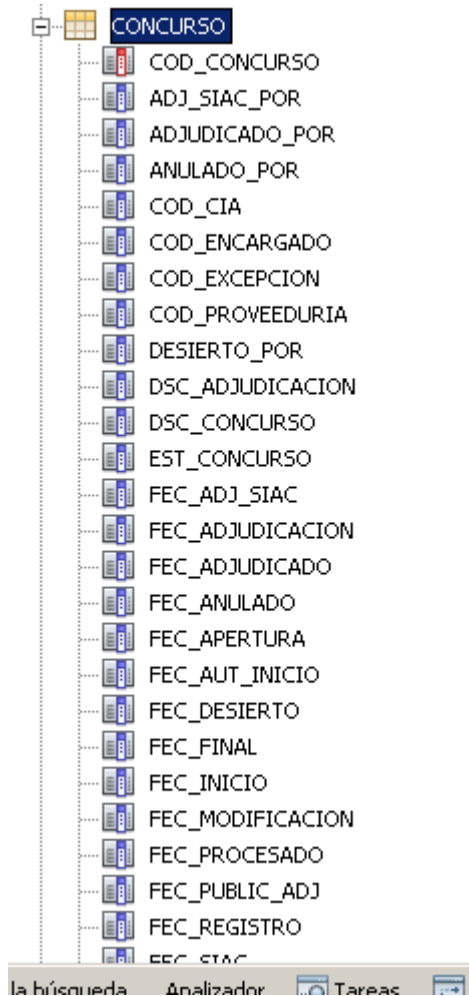 CONCURSO
COD_CONCURSO
ADJ_SIAC_POR
ADJUDICADO_POR
ANULADO_POR
COD_CIA
COD_ENCARGADO
COD_EXCEPCION
COD_PROVEEDURIA
DESIERTO_POR
DSC_ADJUDICACION
DSC_CONCURSO
EST_CONCURSO
FEC_ADJ_SIAC
FEC_ADJUDICACION
FEC_ADJUDICADO
FEC_ANULADO
FEC_APERTURA
FEC_AUT_INICIO
FEC_DESIERTO
FEC_FINAL
FEC_INICIO
FEC_MODIFICACION
FEC_PROCESADO
FEC_PUBLIC_ADJ
FEC_REGISTRO
FEC_SIAC
la búsqueda Analizador Tareas